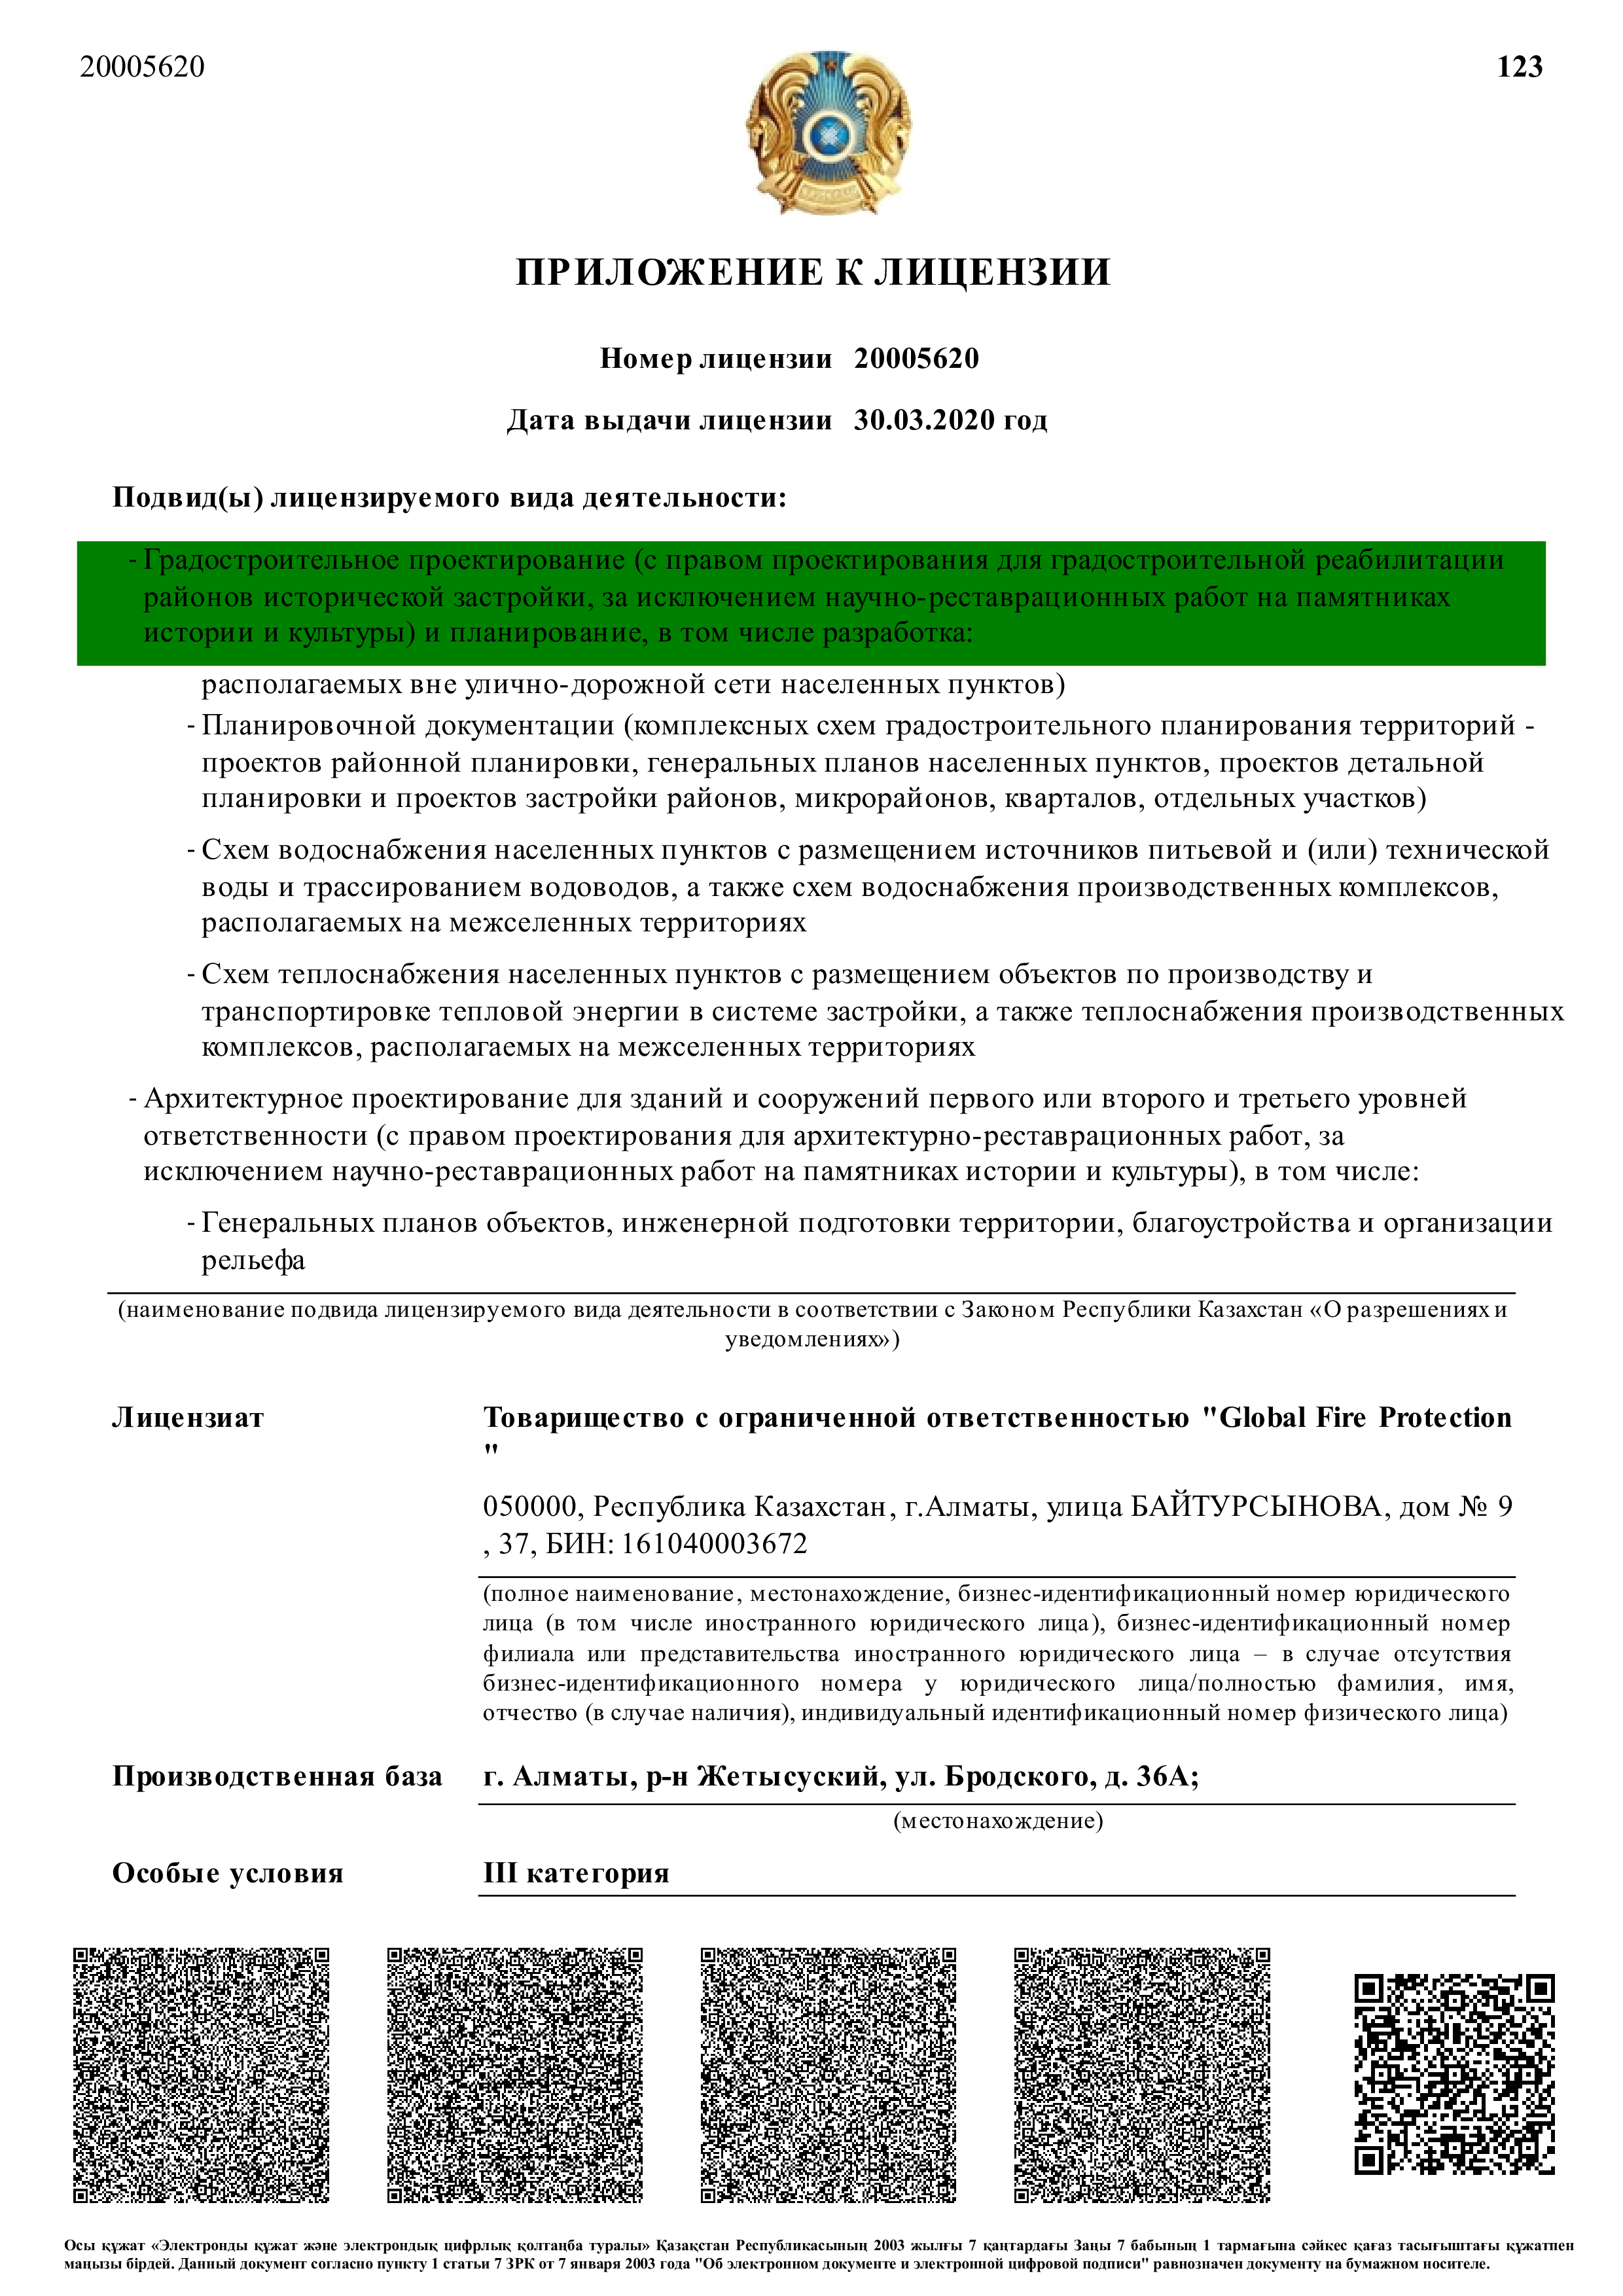 20005620
123
ПРИЛОЖЕНИЕ К ЛИЦЕНЗИИ
Номер лицензии 20005620
Дата выдачи лицензии 30.03.2020 год
Подвид(ы) лицензируемого вида деятельности:
- Градостроительное проектирование (с правом проектирования для градостроительной реабилитации
районов исторической застройки, за исключением научно-реставрационных работ на памятниках
истории и культуры) и планирование, в том числе разработка:
располагаемых вне улично-дорожной сети населенных пунктов)
- Планировочной документации (комплексных схем градостроительного планирования территорий -
проектов районной планировки, генеральных планов населенных пунктов, проектов детальной
планировки и проектов застройки районов, микрорайонов, кварталов, отдельных участков)
- Схем водоснабжения населенных пунктов с размещением источников питьевой и (или) технической
воды и трассированием водоводов, а также схем водоснабжения производственных комплексов,
располагаемых на межселенных территориях
- Схем теплоснабжения населенных пунктов с размещением объектов по производству и
транспортировке тепловой энергии в системе застройки, а также теплоснабжения производственных
комплексов, располагаемых на межселенных территориях
- Архитектурное проектирование для зданий и сооружений первого или второго и третьего уровней
ответственности (с правом проектирования для архитектурно-реставрационных работ, за
исключением научно-реставрационных работ на памятниках истории и культуры), в том числе:
- Генеральных планов объектов, инженерной подготовки территории, благоустройства и организации
рельефа
(наименование подвида лицензируемого вида деятельности в соответствии с Законом Республики Казахстан «О разрешениях и
уведомлениях»)
Лицензиат Товарищество с ограниченной ответственностью "Global Fire Protection
"
050000, Республика Казахстан, г.Алматы, улица БАЙТУРСЫНОВА, дом № 9
, 37, БИН: 161040003672
(полное наименование, местонахождение, бизнес-идентификационный номер юридического
лица (в том числе иностранного юридического лица), бизнес-идентификационный номер
филиала или представительства иностранного юридического лица – в случае отсутствия
бизнес-идентификационного номера у юридического лица/полностью фамилия, имя,
отчество (в случае наличия), индивидуальный идентификационный номер физического лица)
Производственная база г. Алматы, р-н Жетысуский, ул. Бродского, д. 36А;
(местонахождение)
Особые условия III категория
Осы құжат «Электронды құжат және электрондық цифрлық қолтаңба туралы» Қазақстан Республикасының 2003 жылғы 7 қаңтардағы Заңы 7 бабының 1 тармағына сәйкес қағаз тасығыштағы құжатпен
маңызы бірдей. Данный документ согласно пункту 1 статьи 7 ЗРК от 7 января 2003 года "Об электронном документе и электронной цифровой подписи" равнозначен документу на бумажном носителе.